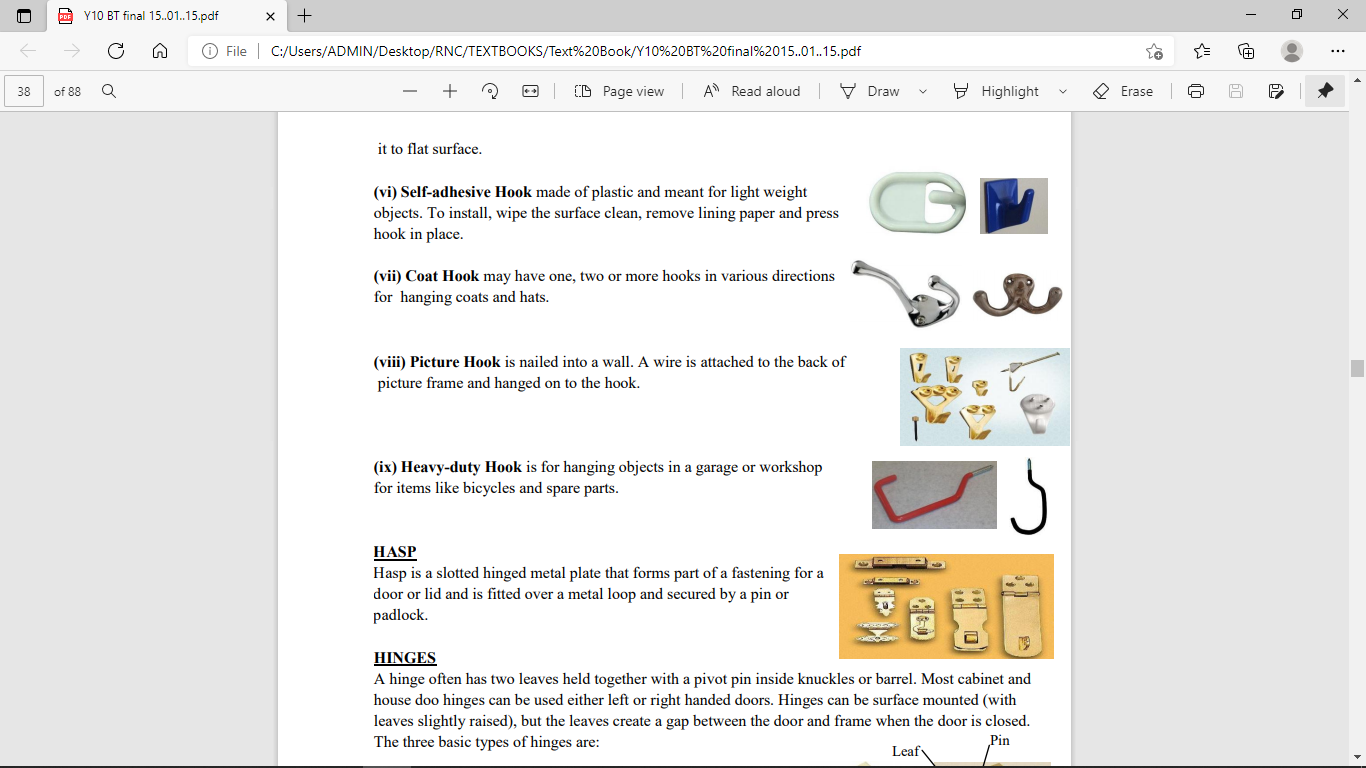 Y10 BT final 15..01..15.pdf
File
C:/Users/ADMIN/Desktop/RNC/TEXTBOOKS/Text%20Book/Y10%20BT%20final%2015..01..15.pdf
38 of 88
Page view
Read aloud
Draw
Highlight
Erase
it to flat surface.
(vi) Self-adhesive Hook made of plastic and meant for light weight
objects. To install, wipe the surface clean, remove lining paper and press
hook in place.
(vii) Coat Hook may have one, two or more hooks in various directions
for hanging coats and hats.
(viii) Picture Hook is nailed into a wall. A wire is attached to the back of
picture frame and hanged on to the hook.
(ix) Heavy-duty Hook is for hanging objects in a garage or workshop
for items like bicycles and spare parts.
HASP
Hasp is a slotted hinged metal plate that forms part of a fastening for a
door or lid and is fitted over a metal loop and secured by a pin or
padlock.
HINGES
A hinge often has two leaves held together with a pivot pin inside knuckles or barrel. Most cabinet and
house doo hinges can be used either left or right handed doors. Hinges can be surface mounted (with
leaves slightly raised), but the leaves create a gap between the door and frame when the door is closed.
The three basic types of hinges are:
Leaf
Pin